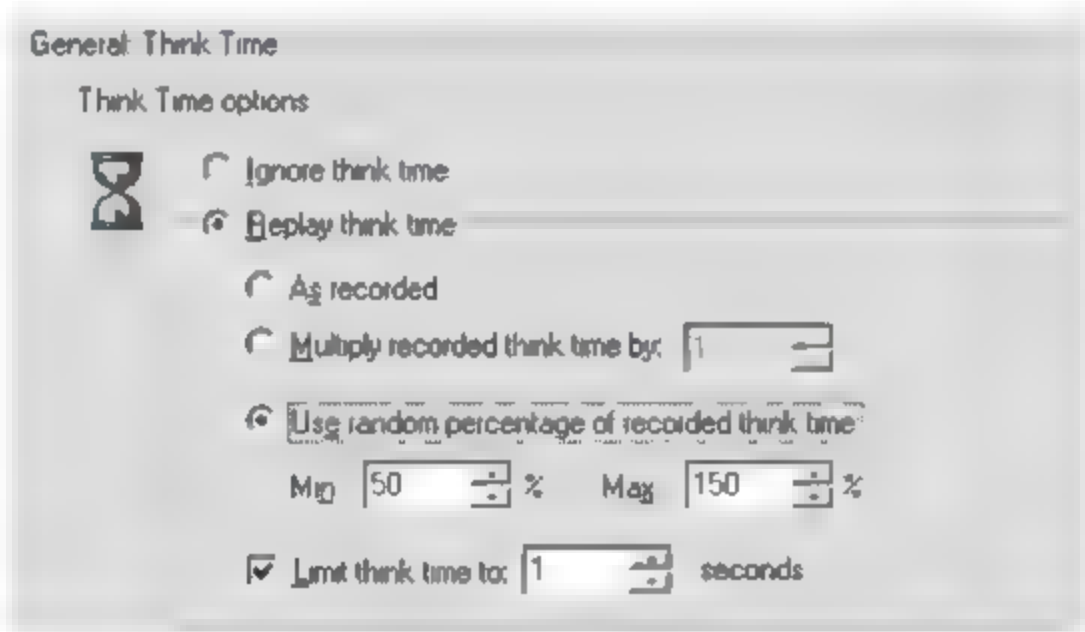 General: Think Time
Think Time options
Ignore think time
Replay think time
As recorded
Multiply recorded think time by: 1
Use random percentage of recorded think time
Min 50 % Max 150 %
Limit think time to: 1 seconds